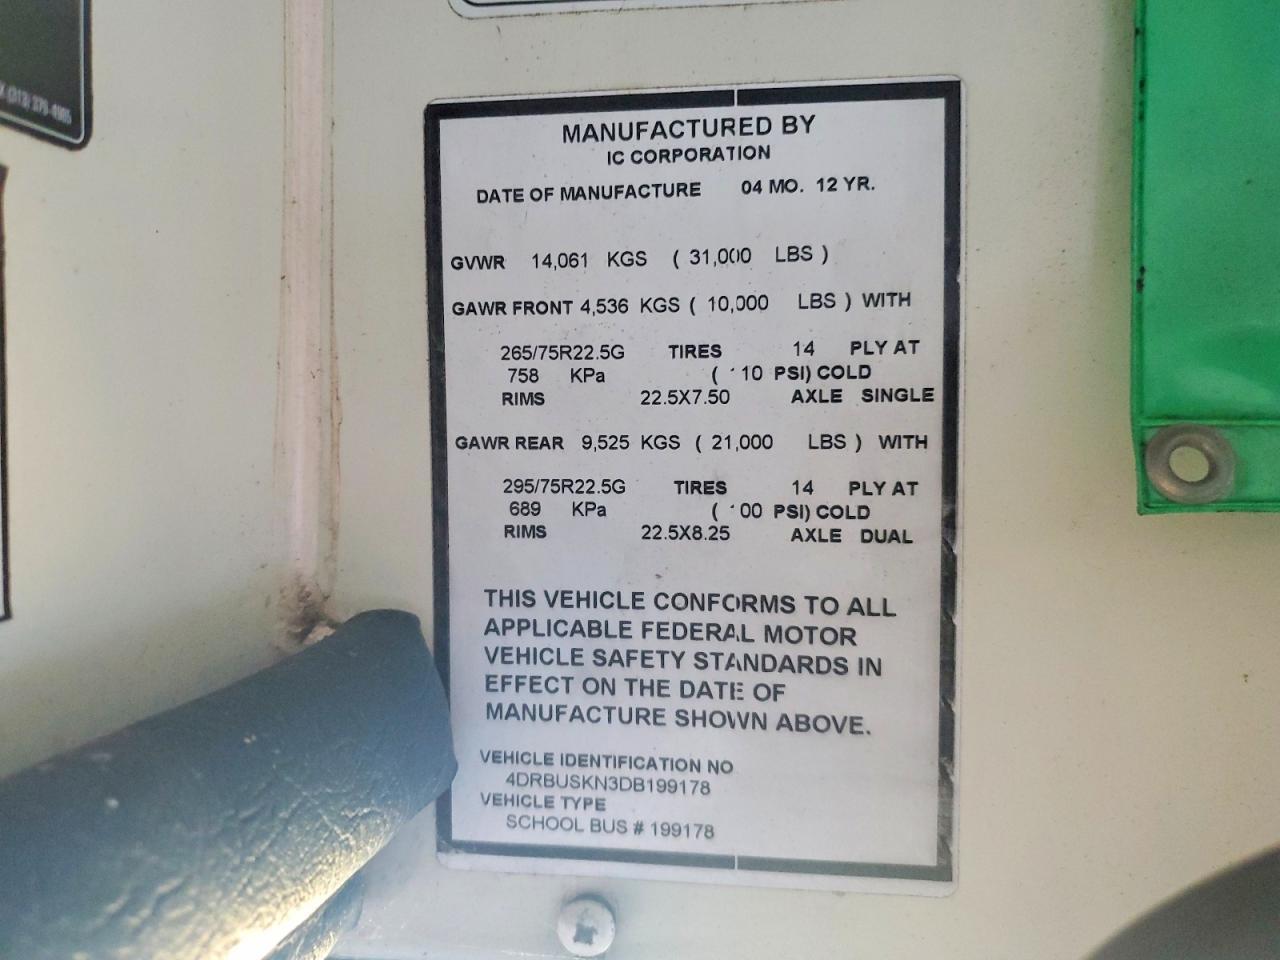 X (313) 379-4985
MANUFACTURED BY
IC CORPORATION
DATE OF MANUFACTURE 04 MO. 12 YR.
GVWR 14,061 KGS ( 31,000 LBS )
GAWR FRONT 4,536 KGS ( 10,000 LBS ) WITH
265/75R22.5G TIRES 14 PLY AT
758 KPa ( 110 PSI) COLD
RIMS 22.5X7.50 AXLE SINGLE
GAWR REAR 9,525 KGS ( 21,000 LBS ) WITH
295/75R22.5G TIRES 14 PLY AT
689 KPa ( 100 PSI) COLD
RIMS 22.5X8.25 AXLE DUAL
THIS VEHICLE CONFORMS TO ALL
APPLICABLE FEDERAL MOTOR
VEHICLE SAFETY STANDARDS IN
EFFECT ON THE DATE OF
MANUFACTURE SHOWN ABOVE.
VEHICLE IDENTIFICATION NO
4DRBUSKN3DB199178
VEHICLE TYPE
SCHOOL BUS # 199178